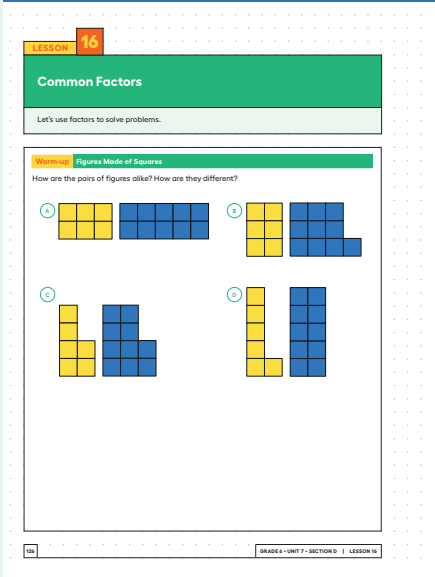 LESSON 16
Common Factors
Let's use factors to solve problems.
Warm-up Figures Made of Squares
How are the pairs of figures alike? How are they different?
A
B
C
D
126
GRADE 6 • UNIT 7 • SECTION D | LESSON 16